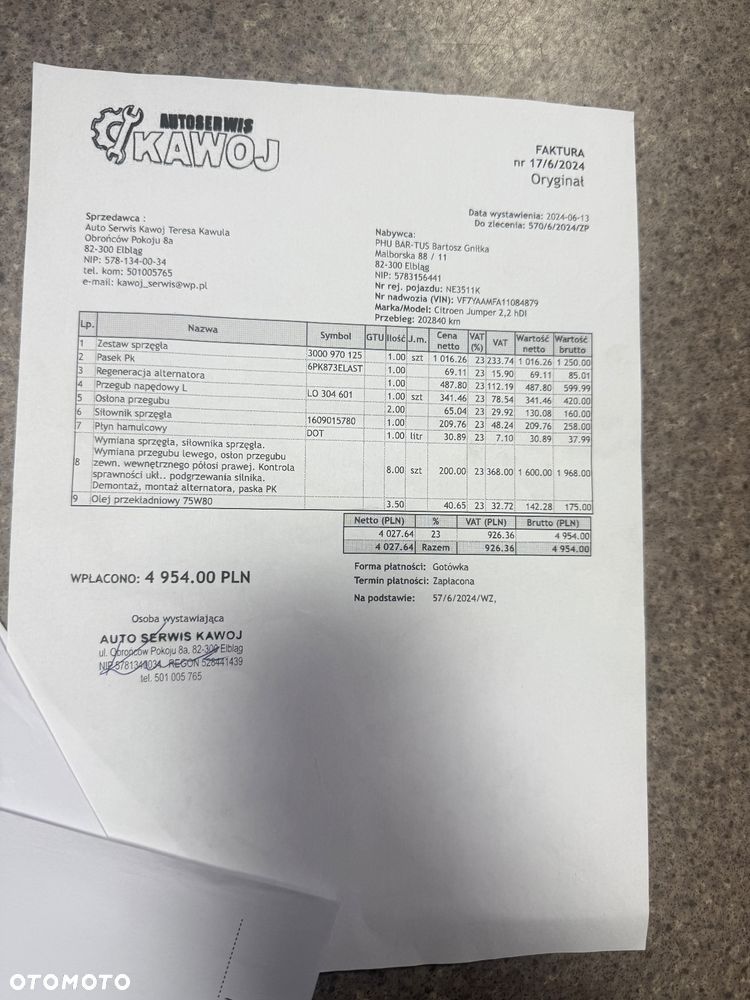 AUTOSERWIS
KAWOJ
FAKTURA
nr 17/6/2024
Oryginał
Data wystawienia: 2024-06-13
Do zlecenia: 570/6/2024/ZP
Sprzedawca :
Auto Serwis Kawoj Teresa Kawula
Obrońców Pokoju 8a
82-300 Elbląg
NIP: 578-134-00-34
tel. kom: 501005765
e-mail: kawoj_serwis@wp.pl
Nabywca:
PHU BAR-TUS Bartosz Gnilka
Malborska 88 / 11
82-300 Elbląg
NIP: 5783156441
Nr rej. pojazdu: NE3511K
Nr nadwozia (VIN): VF7YAAMFA11084879
Marka/Model: Citroen Jumper 2,2 hDI
Przebieg: 202840 km
Lp. Nazwa Symbol GTU Ilość J.m. Cena netto VAT (%) VAT Wartość netto Wartość brutto
1 Zestaw sprzęgła 3000 970 125 1.00 szt 1 016.26 23 233.74 1 016.26 1 250.00
2 Pasek Pk 6PK873ELAST 1.00 69.11 23 15.90 69.11 85.01
3 Regeneracja alternatora 1.00 487.80 23 112.19 487.80 599.99
4 Przegub napędowy L LO 304 601 1.00 szt 341.46 23 78.54 341.46 420.00
5 Osłona przegubu 2.00 65.04 23 29.92 130.08 160.00
6 Siłownik sprzęgła 1609015780 1.00 209.76 23 48.24 209.76 258.00
7 Płyn hamulcowy DOT 1.00 litr 30.89 23 7.10 30.89 37.99
8 Wymiana sprzęgła, siłownika sprzęgła.
Wymiana przegubu lewego, osłon przegubu
zewn. wewnętrznego półosi prawej. Kontrola
sprawności ukł.. podgrzewania silnika.
Demontaż, montaż alternatora, paska PK
8.00 szt 200.00 23 368.00 1 600.00 1 968.00
9 Olej przekładniowy 75W80 3.50 40.65 23 32.72 142.28 175.00
Netto (PLN) % VAT (PLN) Brutto (PLN)
4 027.64 23 926.36 4 954.00
4 027.64 Razem 926.36 4 954.00
WPŁACONO: 4 954.00 PLN
Forma płatności: Gotówka
Termin płatności: Zapłacona
Na podstawie: 57/6/2024/WZ,
Osoba wystawiająca
AUTO SERWIS KAWOJ
ul. Obrońców Pokoju 8a, 82-300 Elbląg
NIP 5781340034 REGON 528441439
tel. 501 005 765
OTOMOTO